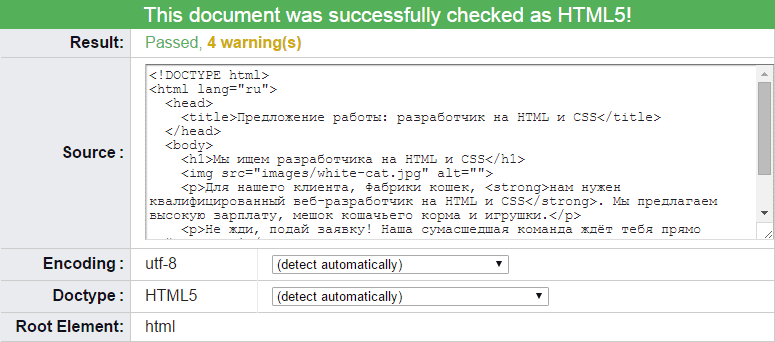 This document was successfully checked as HTML5!
Result: Passed, 4 warning(s)
Source :
<!DOCTYPE html>
<html lang="ru">
<head>
<title>Предложение работы: разработчик на HTML и CSS</title>
</head>
<body>
<h1>Мы ищем разработчика на HTML и CSS</h1>
<img src="images/white-cat.jpg" alt="">
<p>Для нашего клиента, Фабрики кошек, <strong>нам нужен
квалифицированный веб-разработчик на HTML и CSS</strong>. Мы предлагаем
высокую зарплату, мешок кошачьего корма и игрушки.</p>
<p>Не жди, подай заявку! Наша сумасшедшая команда ждёт тебя прямо
Encoding : utf-8 (detect automatically)
Doctype : HTML5 (detect automatically)
Root Element: html